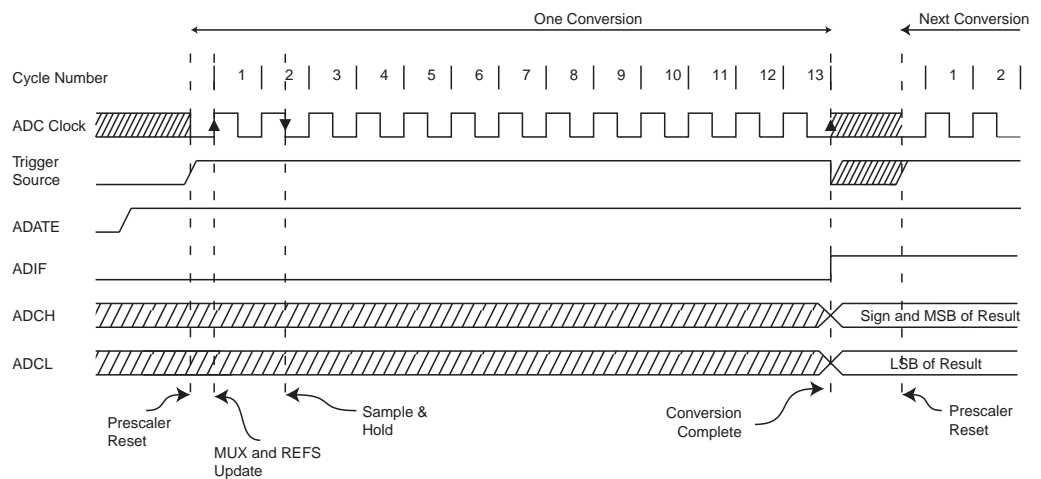 One Conversion
Next Conversion
Cycle Number
1 2 3 4 5 6 7 8 9 10 11 12 13 1 2
ADC Clock
Trigger
Source
ADATE
ADIF
ADCH
Sign and MSB of Result
ADCL
LSB of Result
Prescaler
Reset
MUX and REFS
Update
Sample &
Hold
Conversion
Complete
Prescaler
Reset